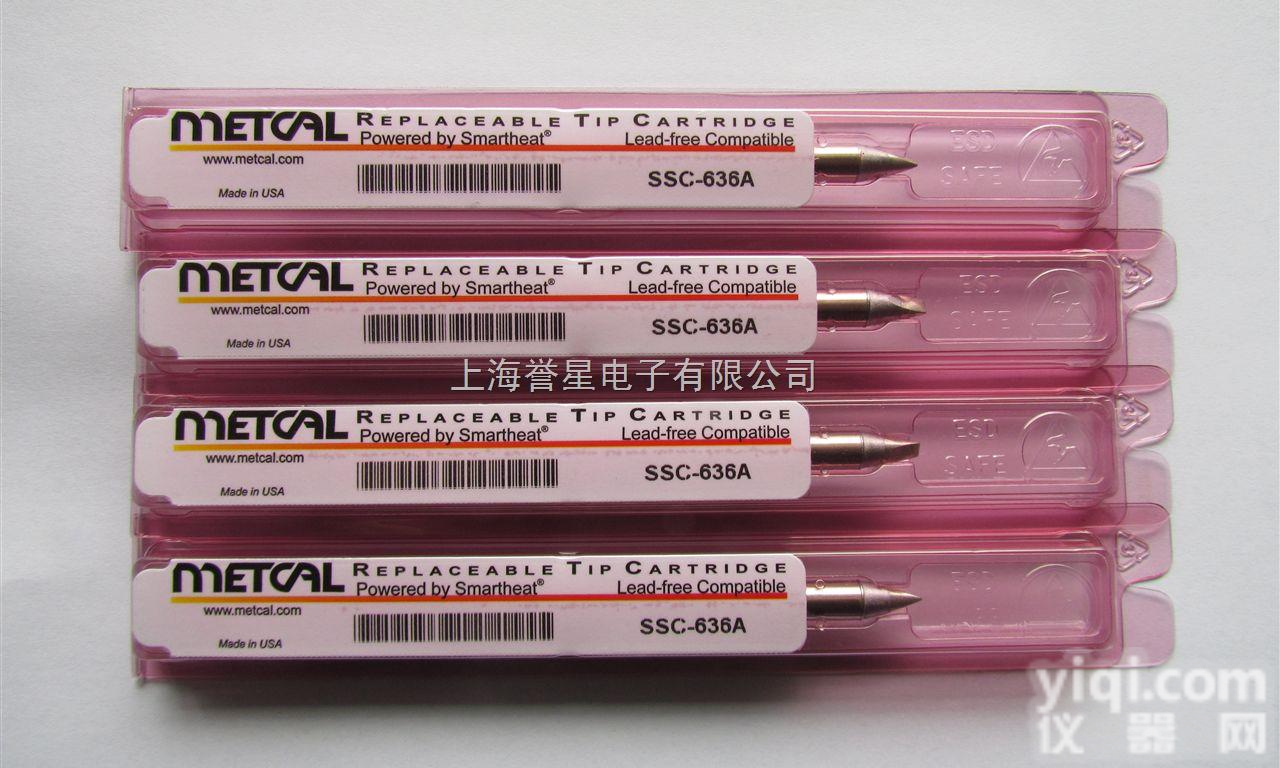 METCAL REPLACEABLE TIP CARTRIDGE
Powered by Smartheat® Lead-free Compatible
www.metcal.com
SSC-636A
Made in USA
ESD
SAFE
METCAL REPLACEABLE TIP CARTRIDGE
Powered by Smartheat® Lead-free Compatible
www.metcal.com
SSC-636A
Made in USA
ESD
SAFE
上海誉星电子有限公司
METCAL REPLACEABLE TIP CARTRIDGE
Powered by Smartheat® Lead-free Compatible
www.metcal.com
SSC-636A
Made in USA
ESD
SAFE
METCAL REPLACEABLE TIP CARTRIDGE
Powered by Smartheat® Lead-free Compatible
www.metcal.com
SSC-636A
Made in USA
ESD
yiqi.com
仪器网